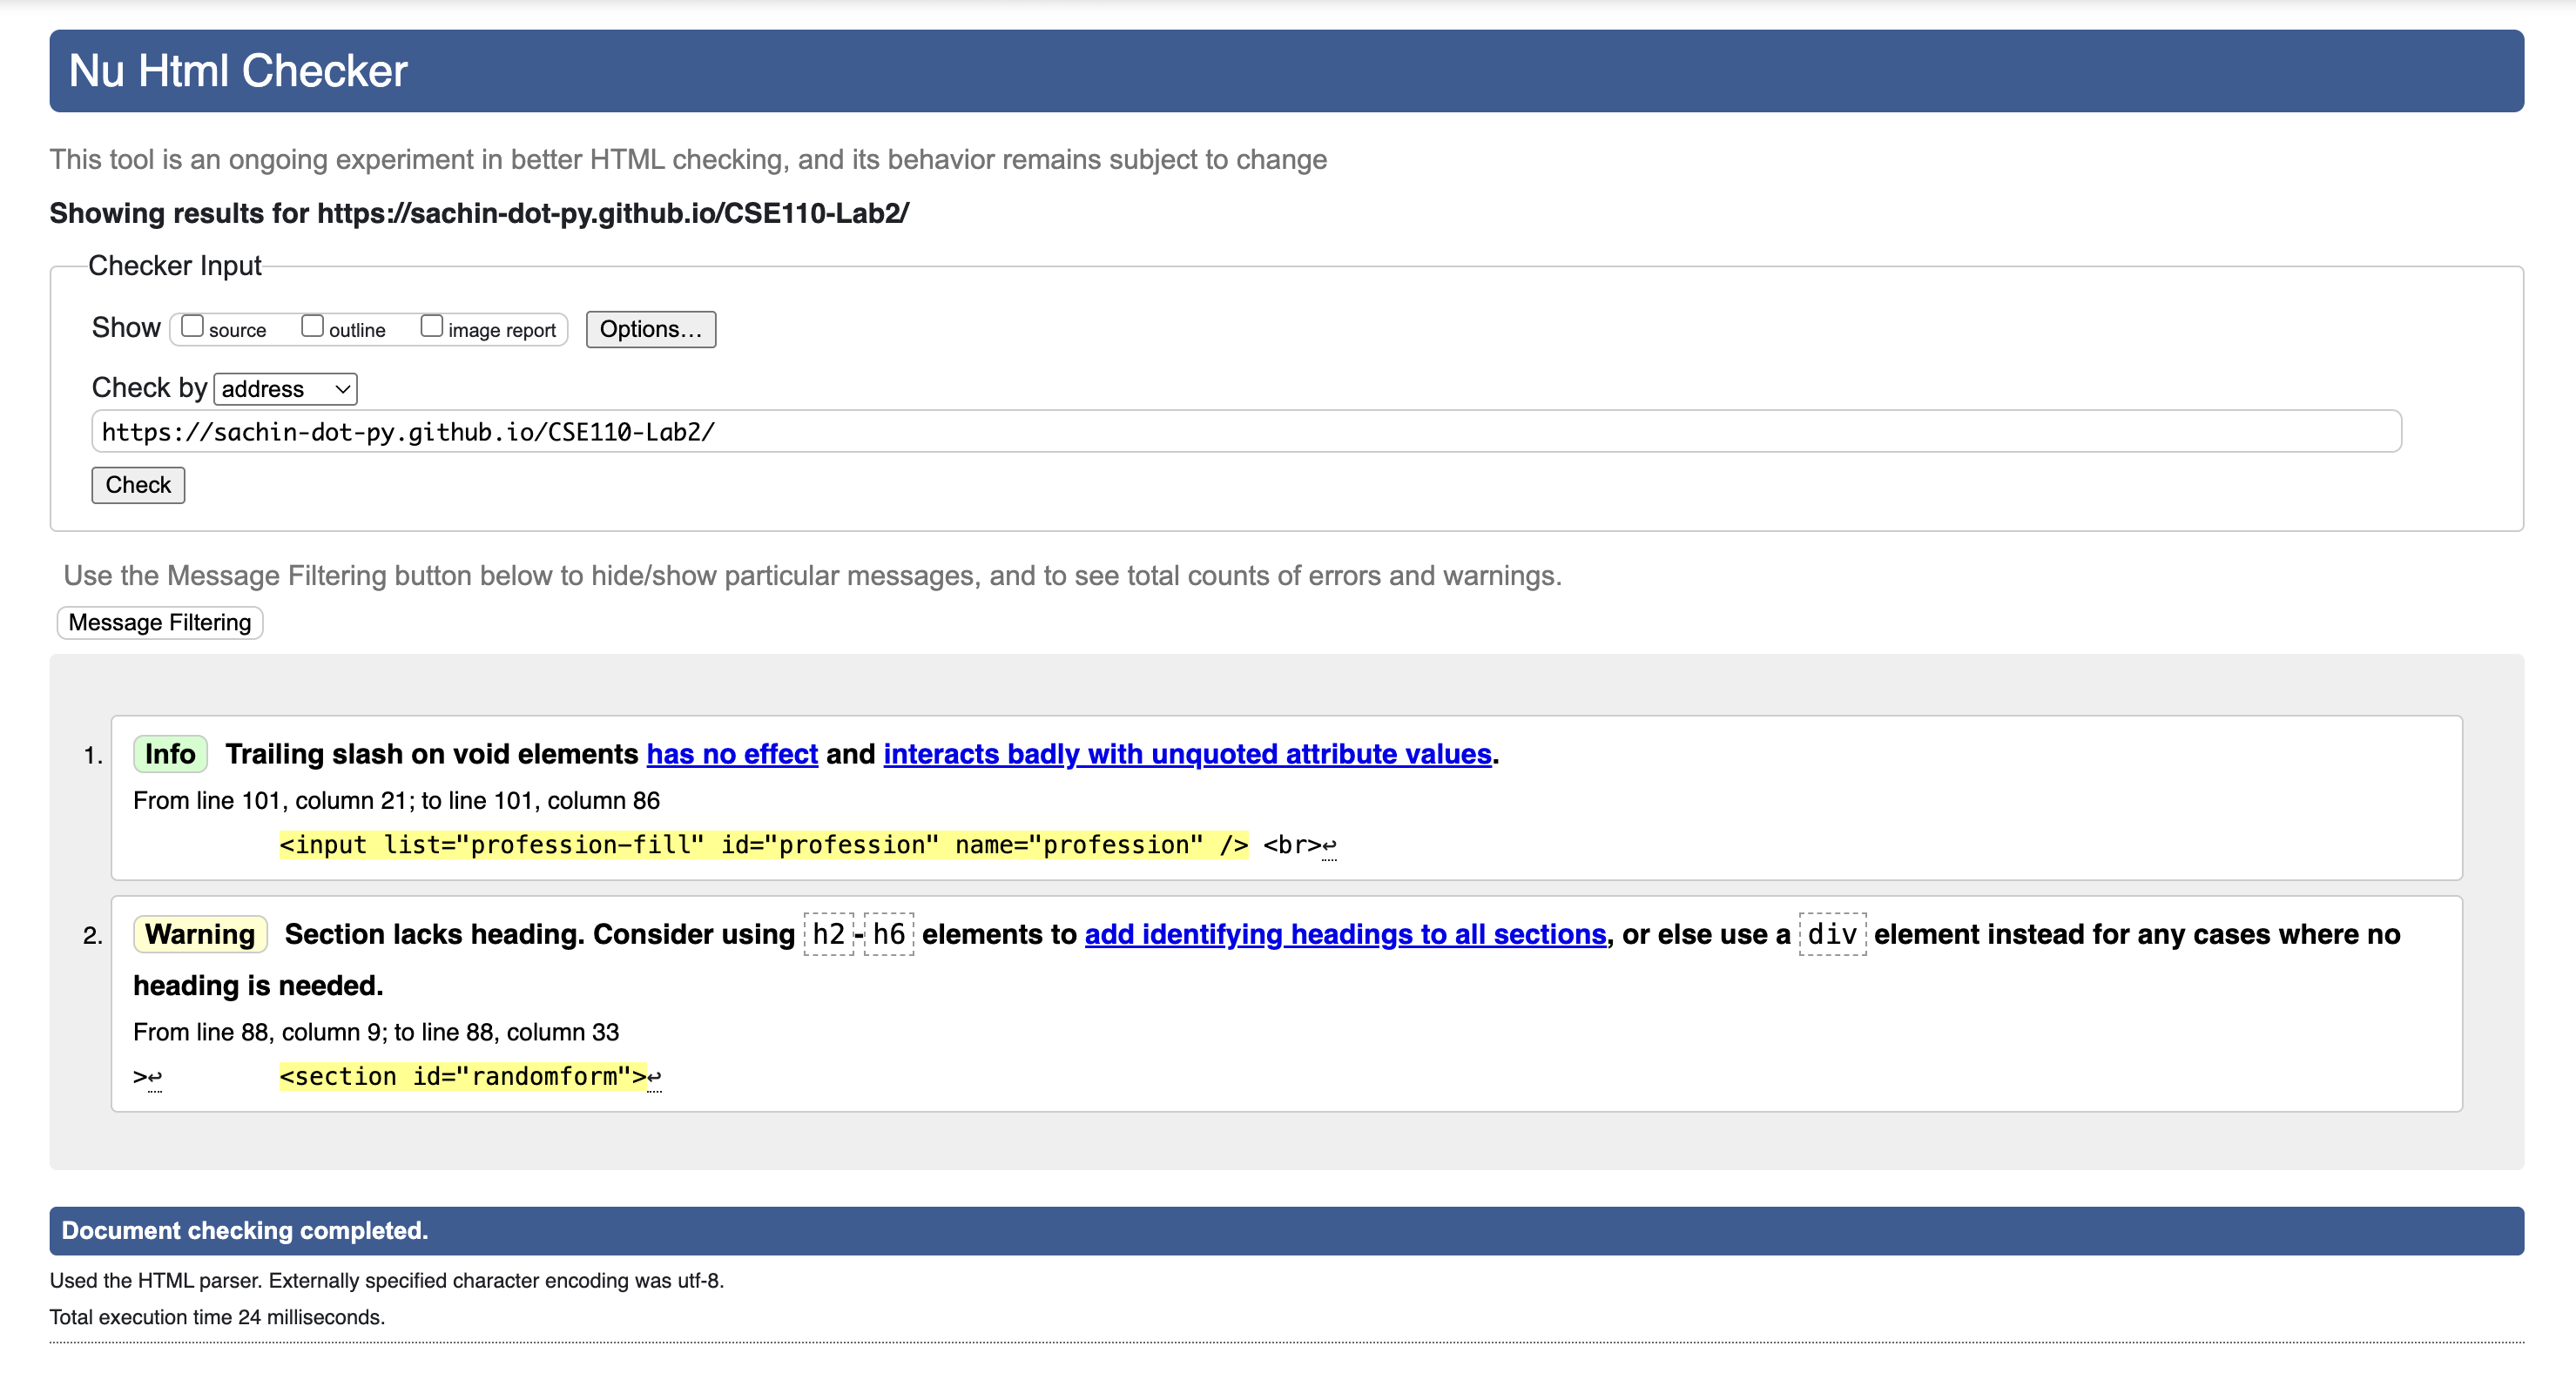 Nu Html Checker
This tool is an ongoing experiment in better HTML checking, and its behavior remains subject to change
Showing results for https://sachin-dot-py.github.io/CSE110-Lab2/
Checker Input
Show source outline image report Options...
Check by address
https://sachin-dot-py.github.io/CSE110-Lab2/
Check
Use the Message Filtering button below to hide/show particular messages, and to see total counts of errors and warnings.
Message Filtering
1. Info Trailing slash on void elements has no effect and interacts badly with unquoted attribute values.
From line 101, column 21; to line 101, column 86
<input list="profession-fill" id="profession" name="profession" /> <br>↩
2. Warning Section lacks heading. Consider using h2-h6 elements to add identifying headings to all sections, or else use a div element instead for any cases where no
heading is needed.
From line 88, column 9; to line 88, column 33
>↩ <section id="randomform">↩
Document checking completed.
Used the HTML parser. Externally specified character encoding was utf-8.
Total execution time 24 milliseconds.